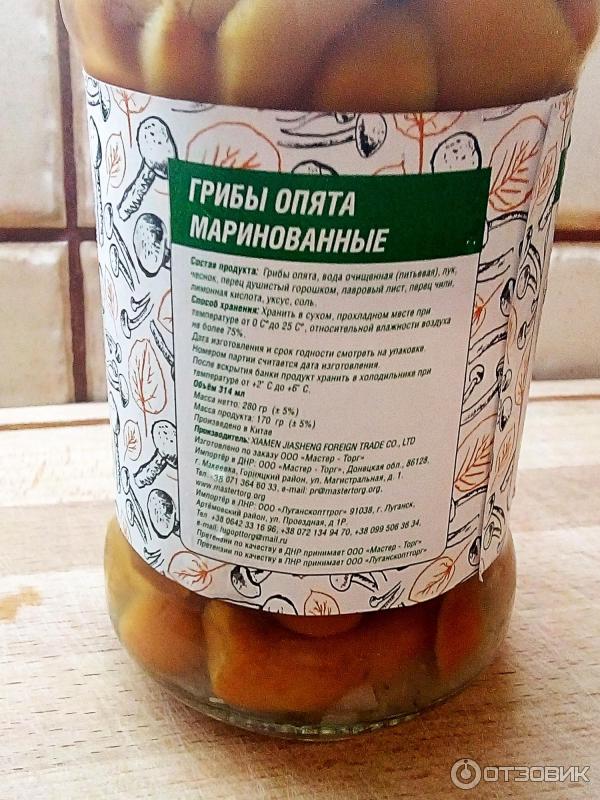 ГРИБЫ ОПЯТА
МАРИНОВАННЫЕ
Состав продукта: Грибы опята, вода очищенная (питьевая), лук,
чеснок, перец душистый горошком, лавровый лист, перец чили,
лимонная кислота, уксус, соль.
Способ хранения: Хранить в сухом, прохладном месте при
температуре от 0 С° до 25 С°, относительной влажности воздуха
не более 75%.
Дата изготовления и срок годности смотреть на упаковке.
Номером партии считается дата изготовления.
После вскрытия банки продукт хранить в холодильнике при
температуре от +2° С до +6° С.
Объём 314 мл
Масса нетто: 280 гр (± 5%)
Масса продукта: 170 гр (± 5%)
Произведено в Китае
Производитель: XIAMEN JIASHENG FOREIGN TRADE CO., LTD
Изготовлено по заказу ООО «Мастер - Торг»
Импортёр в ДНР: ООО «Мастер - Торг», Донецкая обл., 86128,
г. Макеевка, Горняцкий район, ул. Магистральная, д. 1.
Тел.:+38 071 364 60 33, e-mail: pr@mastertorg.org,
www.mastertorg.org
Импортёр в ЛНР: ООО «Луганскоптторг» 91038, г. Луганск,
Артёмовский район, ул. Проездная, д.1Р.
Тел +38 0642 33 16 96, +38 072 134 94 70, +38 099 506 36 34,
e-mail: lugopttorg@mail.ru
Претензии по качеству в ДНР принимает ООО «Мастер - Торг»
Претензии по качеству в ЛНР принимает ООО «Луганскоптторг»
ОТЗОВИК